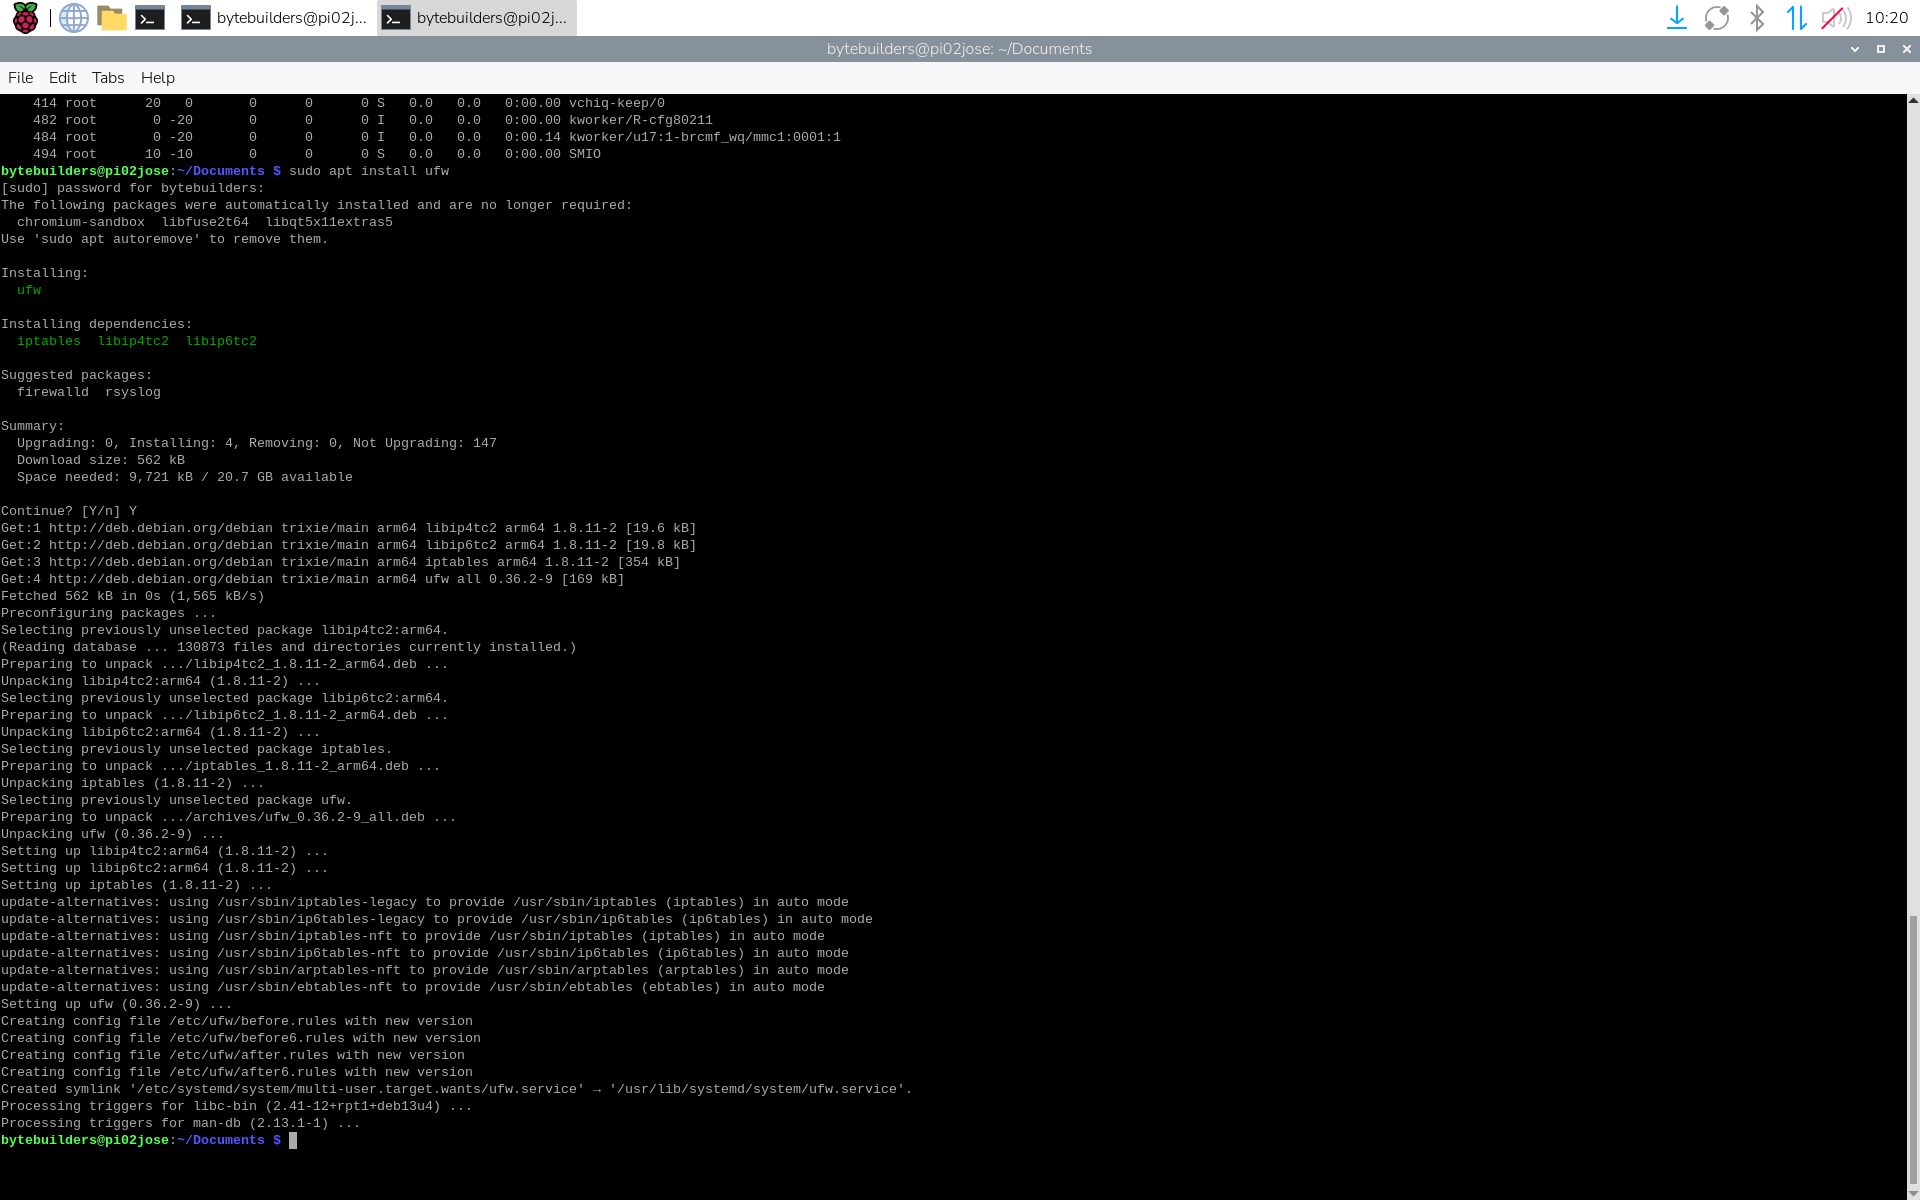 bytebuilders@pi02j... bytebuilders@pi02j... 10:20
bytebuilders@pi02jose: ~/Documents
File Edit Tabs Help
    414 root      20   0       0      0      0 S   0.0   0.0   0:00.00 vchiq-keep/0
    482 root       0 -20       0      0      0 I   0.0   0.0   0:00.00 kworker/R-cfg80211
    484 root       0 -20       0      0      0 I   0.0   0.0   0:00.14 kworker/u17:1-brcmf_wq/mmc1:0001:1
    494 root      10 -10       0      0      0 S   0.0   0.0   0:00.00 SMIO
bytebuilders@pi02jose:~/Documents $ sudo apt install ufw
[sudo] password for bytebuilders:
The following packages were automatically installed and are no longer required:
  chromium-sandbox  libfuse2t64  libqt5x11extras5
Use 'sudo apt autoremove' to remove them.
Installing:
  ufw
Installing dependencies:
  iptables  libip4tc2  libip6tc2
Suggested packages:
  firewalld  rsyslog
Summary:
  Upgrading: 0, Installing: 4, Removing: 0, Not Upgrading: 147
  Download size: 562 kB
  Space needed: 9,721 kB / 20.7 GB available
Continue? [Y/n] Y
Get:1 http://deb.debian.org/debian trixie/main arm64 libip4tc2 arm64 1.8.11-2 [19.6 kB]
Get:2 http://deb.debian.org/debian trixie/main arm64 libip6tc2 arm64 1.8.11-2 [19.8 kB]
Get:3 http://deb.debian.org/debian trixie/main arm64 iptables arm64 1.8.11-2 [354 kB]
Get:4 http://deb.debian.org/debian trixie/main arm64 ufw all 0.36.2-9 [169 kB]
Fetched 562 kB in 0s (1,565 kB/s)
Preconfiguring packages ...
Selecting previously unselected package libip4tc2:arm64.
(Reading database ... 130873 files and directories currently installed.)
Preparing to unpack .../libip4tc2_1.8.11-2_arm64.deb ...
Unpacking libip4tc2:arm64 (1.8.11-2) ...
Selecting previously unselected package libip6tc2:arm64.
Preparing to unpack .../libip6tc2_1.8.11-2_arm64.deb ...
Unpacking libip6tc2:arm64 (1.8.11-2) ...
Selecting previously unselected package iptables.
Preparing to unpack .../iptables_1.8.11-2_arm64.deb ...
Unpacking iptables (1.8.11-2) ...
Selecting previously unselected package ufw.
Preparing to unpack .../archives/ufw_0.36.2-9_all.deb ...
Unpacking ufw (0.36.2-9) ...
Setting up libip4tc2:arm64 (1.8.11-2) ...
Setting up libip6tc2:arm64 (1.8.11-2) ...
Setting up iptables (1.8.11-2) ...
update-alternatives: using /usr/sbin/iptables-legacy to provide /usr/sbin/iptables (iptables) in auto mode
update-alternatives: using /usr/sbin/ip6tables-legacy to provide /usr/sbin/ip6tables (ip6tables) in auto mode
update-alternatives: using /usr/sbin/iptables-nft to provide /usr/sbin/iptables (iptables) in auto mode
update-alternatives: using /usr/sbin/ip6tables-nft to provide /usr/sbin/ip6tables (ip6tables) in auto mode
update-alternatives: using /usr/sbin/arptables-nft to provide /usr/sbin/arptables (arptables) in auto mode
update-alternatives: using /usr/sbin/ebtables-nft to provide /usr/sbin/ebtables (ebtables) in auto mode
Setting up ufw (0.36.2-9) ...
Creating config file /etc/ufw/before.rules with new version
Creating config file /etc/ufw/before6.rules with new version
Creating config file /etc/ufw/after.rules with new version
Creating config file /etc/ufw/after6.rules with new version
Created symlink '/etc/systemd/system/multi-user.target.wants/ufw.service' → '/usr/lib/systemd/system/ufw.service'.
Processing triggers for libc-bin (2.41-12+rpt1+deb13u4) ...
Processing triggers for man-db (2.13.1-1) ...
bytebuilders@pi02jose:~/Documents $